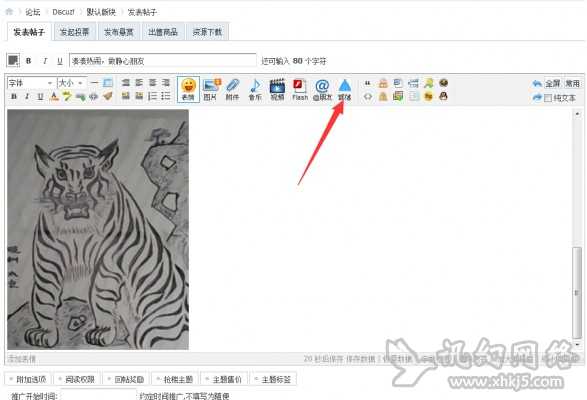 论坛 › Discuz! › 默认版块 › 发表帖子
发表帖子 发起投票 发布悬赏 出售商品 资源下载
B I U 凑凑热闹，做静心朋友 还可输入 80 个字符
字体 大小
B I U A
表情 图片 附件 音乐 视频 Flash @朋友
全屏 常用
纯文本
添加表情
20 秒后保存 保存数据 | 恢复数据
附加选项 阅读权限 回帖奖励 抢楼主题 主题售价 主题标签
推广开始时间: 约定时间推广,不填写为随便
迅幻网络
www.xhkj5.com